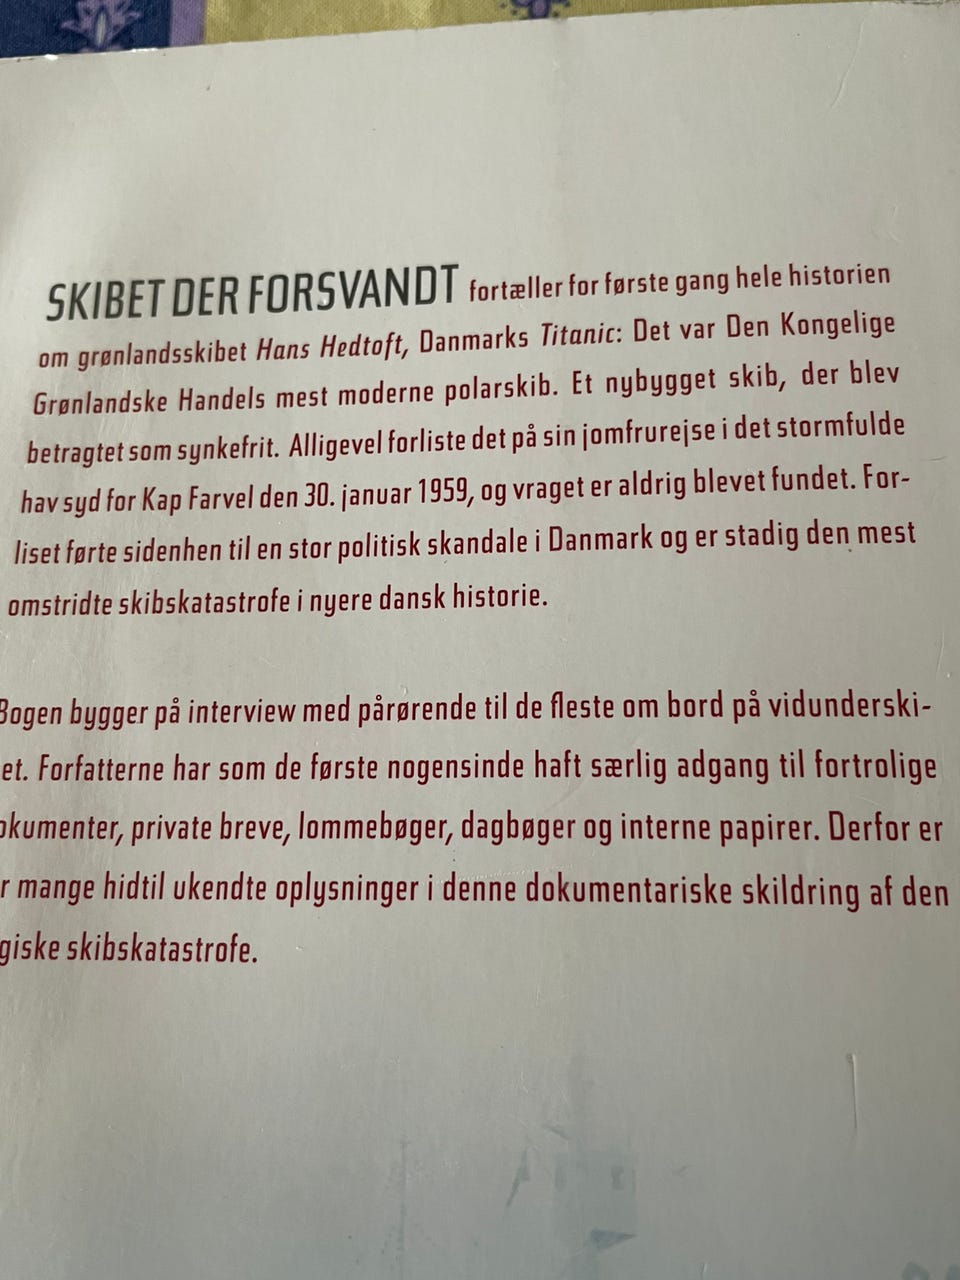 SKIBET DER FORSVANDT fortæller for første gang hele historien
om grønlandsskibet Hans Hedtoft, Danmarks Titanic: Det var Den Kongelige
Grønlandske Handels mest moderne polarskib. Et nybygget skib, der blev
betragtet som synkefrit. Alligevel forliste det på sin jomfrurejse i det stormfulde
hav syd for Kap Farvel den 30. januar 1959, og vraget er aldrig blevet fundet. For-
liset førte sidenhen til en stor politisk skandale i Danmark og er stadig den mest
omstridte skibskatastrofe i nyere dansk historie.
Bogen bygger på interview med pårørende til de fleste om bord på vidunderski-
et. Forfatterne har som de første nogensinde haft særlig adgang til fortrolige
okumenter, private breve, lommebøger, dagbøger og interne papirer. Derfor er
r mange hidtil ukendte oplysninger i denne dokumentariske skildring af den
giske skibskatastrofe.